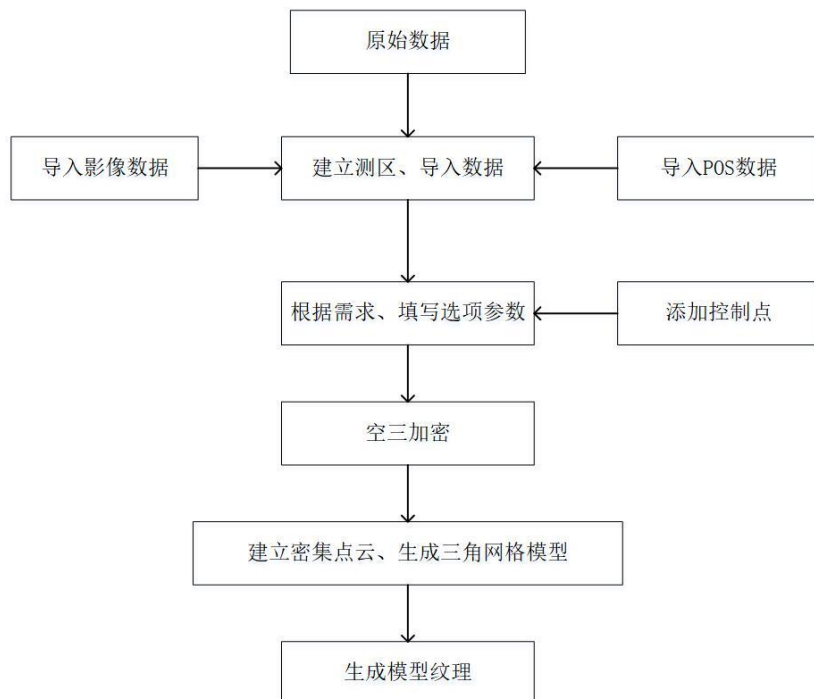 原始数据
导入影像数据
建立测区、导入数据
导入POS数据
根据需求、填写选项参数
添加控制点
空三加密
建立密集点云、生成三角网格模型
生成模型纹理